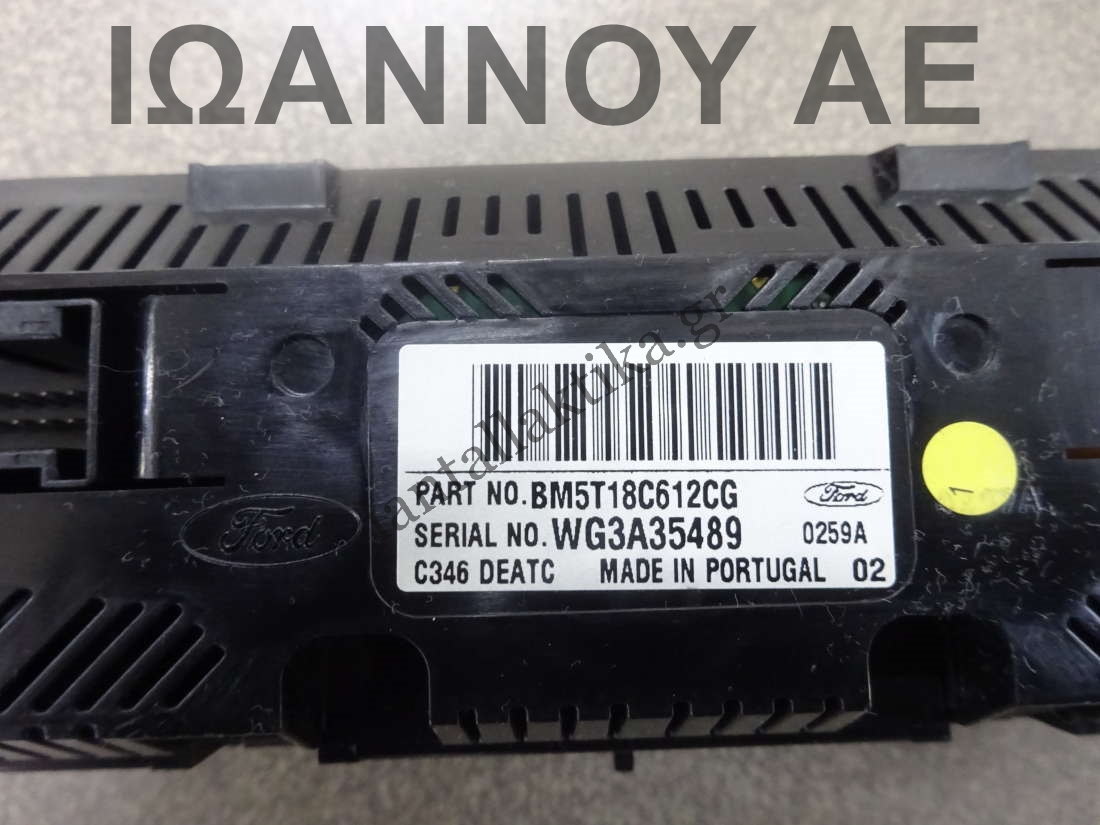 ΙΩΑΝΝΟΥ ΑΕ
antallaktika.gr
PART NO. BM5T18C612CG Ford
SERIAL NO. WG3A35489 0259A
C346 DEATC MADE IN PORTUGAL 02
Ford
1